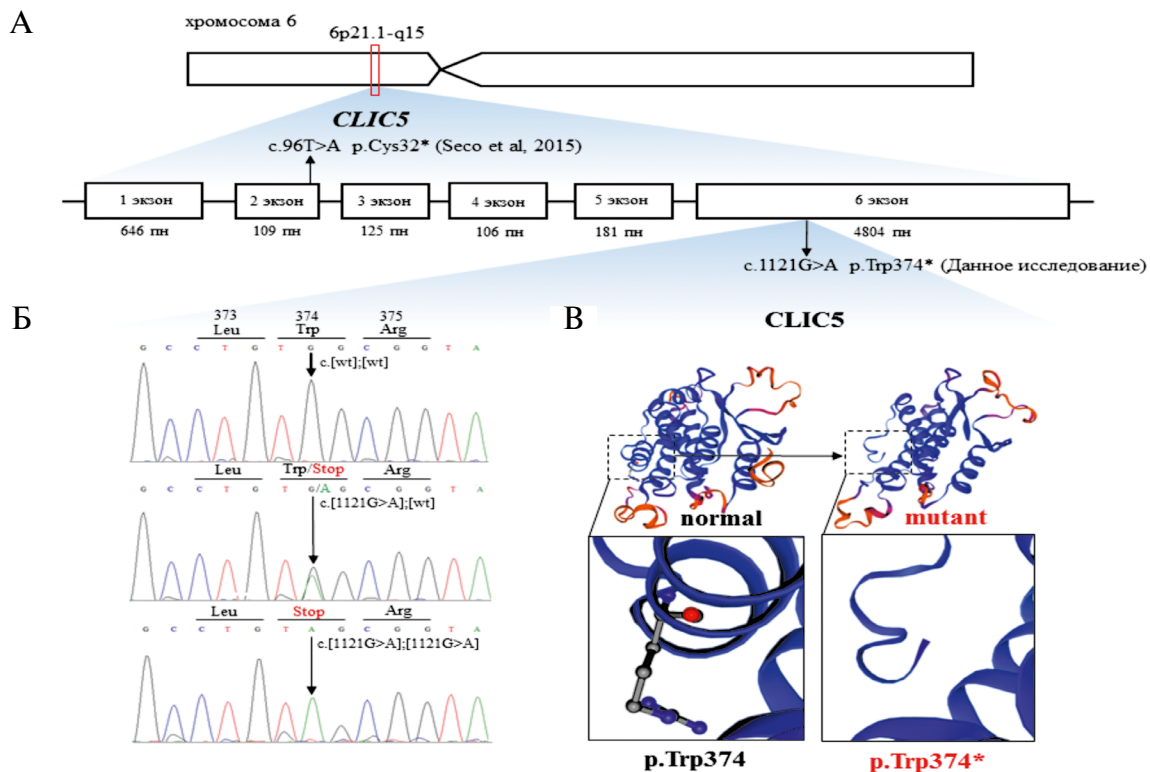 А
хромосома 6
6p21.1-q15
CLIC5
c.96T>A p.Cys32* (Seco et al, 2015)
1 экзон 2 экзон 3 экзон 4 экзон 5 экзон 6 экзон
646 пн 109 пн 125 пн 106 пн 181 пн 4804 пн
c.1121G>A p.Trp374* (Данное исследование)
Б
373 374 375
Leu Trp Arg
G C C T G T G G C G G T A
c.[wt];[wt]
Leu Trp/Stop Arg
G C C T G T G/A G C G G T A
c.[1121G>A];[wt]
Leu Stop Arg
G C C T G T A G C G G T A
c.[1121G>A];[1121G>A]
В
CLIC5
normal
mutant
p.Trp374
p.Trp374*